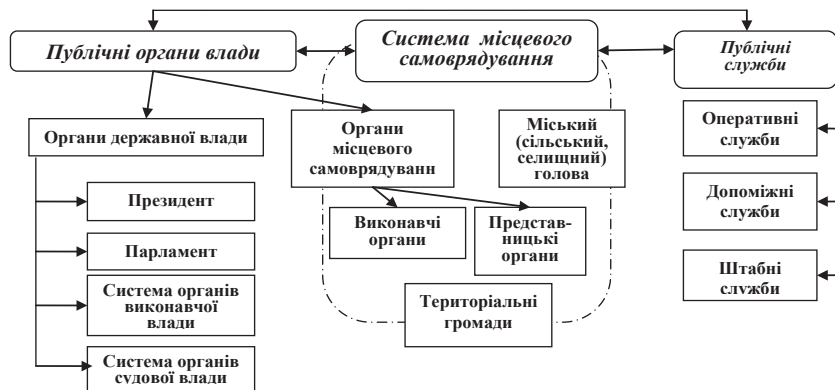 Публічні органи влади
Система місцевого
самоврядування
Публічні
служби
Органи державної влади
Президент
Парламент
Система органів
виконавчої
влади
Система органів
судової влади
Органи
місцевого
самоврядуванн
Виконавчі
органи
Представ-
ницькі
органи
Міський
(сільський,
селищний)
голова
Територіальні
громади
Оперативні
служби
Допоміжні
служби
Штабні
служби